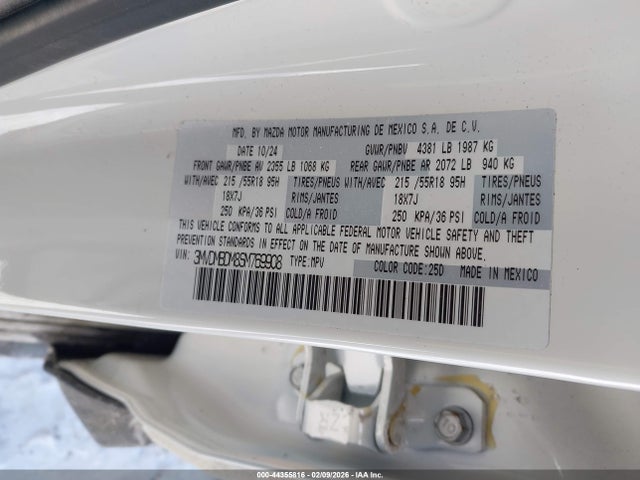 MFD. BY MAZDA MOTOR MANUFACTURING DE MEXICO S.A. DE C.V.
DATE 10/24 GVWR/PNBV 4381 LB 1987 KG
FRONT GAWR/PNBE AV 2355 LB 1068 KG REAR GAWR/PNBE AR 2072 LB 940 KG
WITH/AVEC 215 /55R18 95H TIRES/PNEUS WITH/AVEC 215 /55R18 95H TIRES/PNEUS
18X7J RIMS/JANTES 18X7J RIMS/JANTES
250 KPA/36 PSI COLD/A FROID 250 KPA/36 PSI COLD/A FROID
THIS VEHICLE CONFORMS TO ALL APPLICABLE FEDERAL MOTOR VEHICLE SAFETY AND THEFT
PREVENTION STANDARDS IN EFFECT ON THE DATE OF MANUFACTURE SHOWN ABOVE.
VIN: 3MVDMBDM8SM769908 TYPE:MPV COLOR CODE:25D MADE IN MEXICO
000-44355816 | 02/09/2026 | IAA Inc.